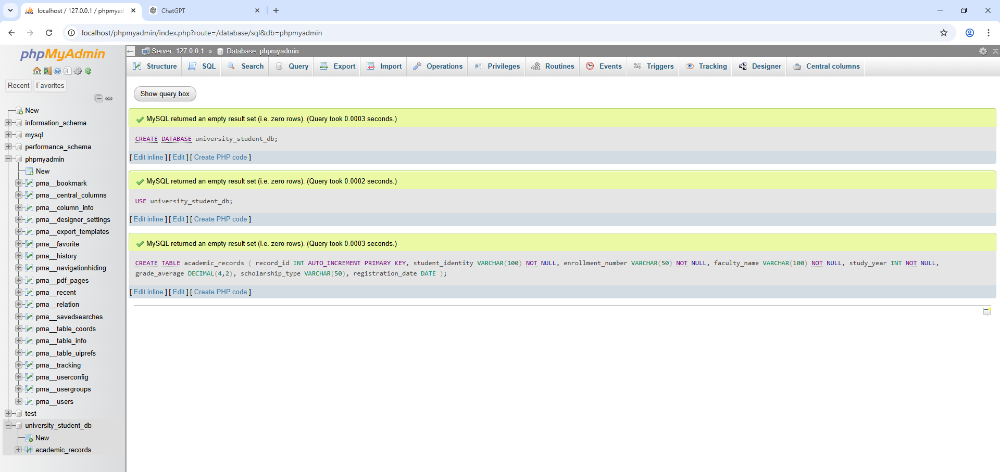 localhost / 127.0.0.1 / phpmyad
ChatGPT
localhost/phpmyadmin/index.php?route=/database/sql&db=phpmyadmin
phpMyAdmin
Recent Favorites
New
information_schema
mysql
performance_schema
phpmyadmin
New
pma__bookmark
pma__central_columns
pma__column_info
pma__designer_settings
pma__export_templates
pma__favorite
pma__history
pma__navigationhiding
pma__pdf_pages
pma__recent
pma__relation
pma__savedsearches
pma__table_coords
pma__table_info
pma__table_uiprefs
pma__tracking
pma__userconfig
pma__usergroups
pma__users
test
university_student_db
New
academic_records
Server: 127.0.0.1 » Database: phpmyadmin
Structure SQL Search Query Export Import Operations Privileges Routines Events Triggers Tracking Designer Central columns
Show query box
MySQL returned an empty result set (i.e. zero rows). (Query took 0.0003 seconds.)
CREATE DATABASE university_student_db;
[ Edit inline ] [ Edit ] [ Create PHP code ]
MySQL returned an empty result set (i.e. zero rows). (Query took 0.0002 seconds.)
USE university_student_db;
[ Edit inline ] [ Edit ] [ Create PHP code ]
MySQL returned an empty result set (i.e. zero rows). (Query took 0.0003 seconds.)
CREATE TABLE academic_records ( record_id INT AUTO_INCREMENT PRIMARY KEY, student_identity VARCHAR(100) NOT NULL, enrollment_number VARCHAR(50) NOT NULL, faculty_name VARCHAR(100) NOT NULL, study_year INT NOT NULL,
grade_average DECIMAL(4,2), scholarship_type VARCHAR(50), registration_date DATE );
[ Edit inline ] [ Edit ] [ Create PHP code ]